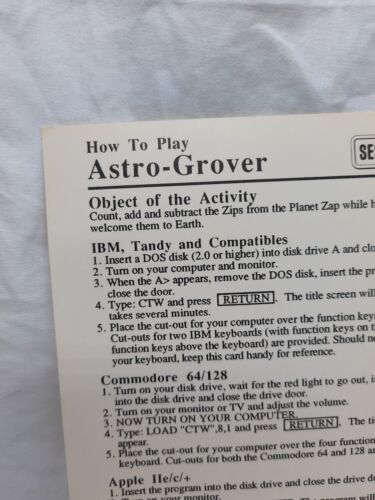 How To Play
Astro-Grover
Object of the Activity
Count, add and subtract the Zips from the Planet Zap while h
welcome them to Earth.
IBM, Tandy and Compatibles
1. Insert a DOS disk (2.0 or higher) into disk drive A and clo
2. Turn on your computer and monitor.
3. When the A> appears, remove the DOS disk, insert the pr
close the door.
4. Type: CTW and press RETURN. The title screen will
takes several minutes.
5. Place the cut-out for your computer over the function key
Cut-outs for two IBM keyboards (with function keys on t
function keys above the keyboard) are provided. Should ne
your keyboard, keep this card handy for reference.
Commodore 64/128
1. Turn on your disk drive, wait for the red light to go out, i
into the disk drive and close the drive door.
2. Turn on your monitor or TV and adjust the volume.
3. NOW TURN ON YOUR COMPUTER.
4. Type: LOAD "CTW",8,1 and press RETURN. The ti
appear.
5. Place the cut-out for your computer over the four function
keyboard. Cut-outs for both the Commodore 64 and 128 ar
Apple IIe/c/+
1. Insert the program into the disk drive and close the drive d